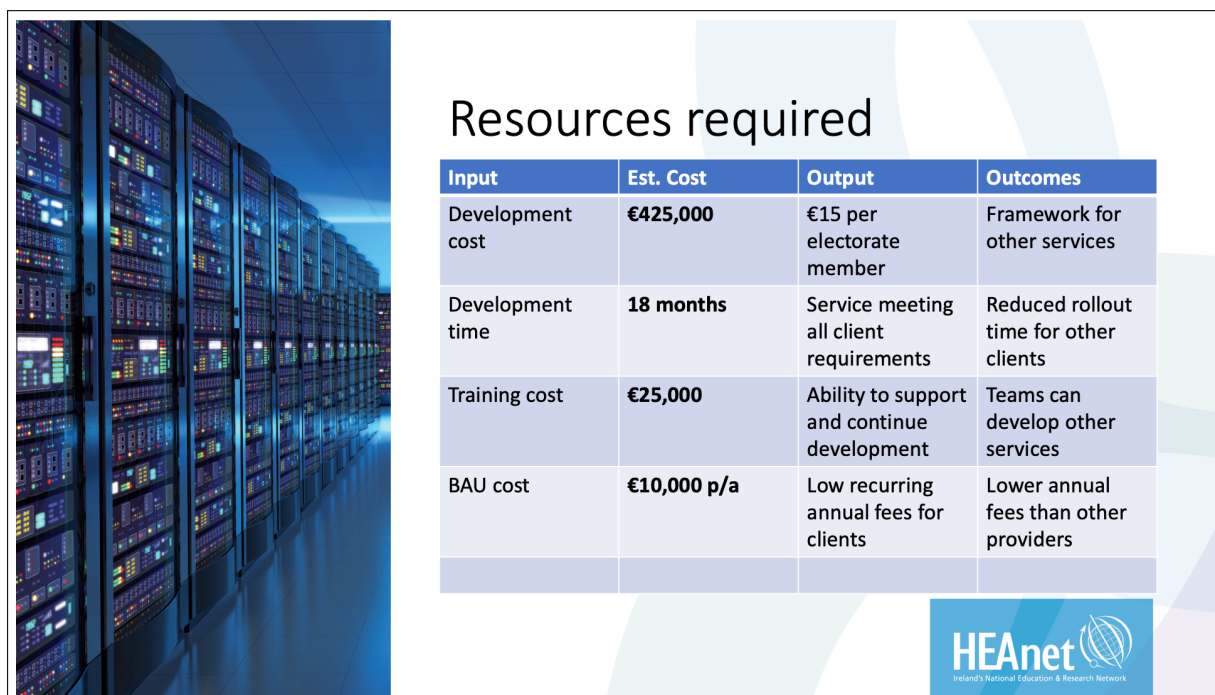 Resources required
Input Est. Cost Output Outcomes
Development cost €425,000 €15 per electorate member Framework for other services
Development time 18 months Service meeting all client requirements Reduced rollout time for other clients
Training cost €25,000 Ability to support and continue development Teams can develop other services
BAU cost €10,000 p/a Low recurring annual fees for clients Lower annual fees than other providers
HEAnet
Ireland's National Education & Research Network